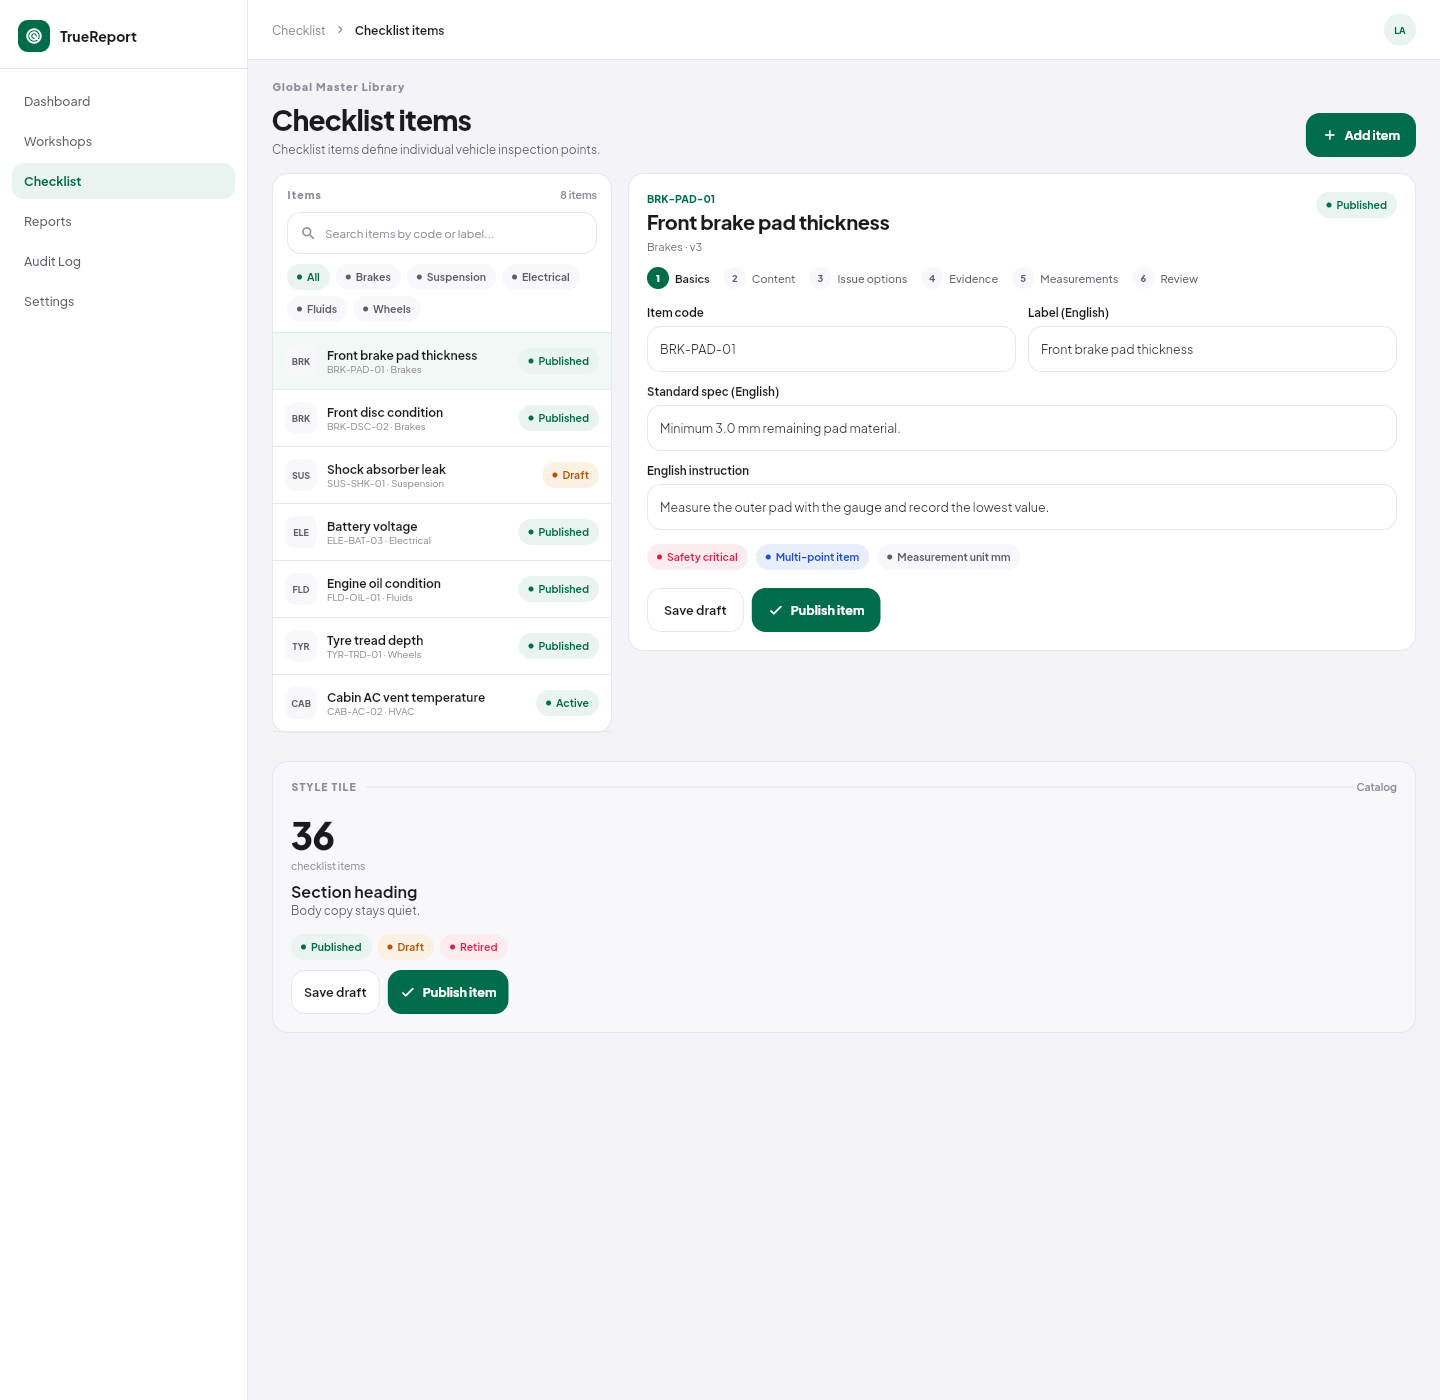 TrueReport
Dashboard
Workshops
Checklist
Reports
Audit Log
Settings
Checklist > Checklist items
LA
Global Master Library
Checklist items
Checklist items define individual vehicle inspection points.
Add item
Items
8 items
Search items by code or label...
All
Brakes
Suspension
Electrical
Fluids
Wheels
BRK
Front brake pad thickness
BRK-PAD-01 · Brakes
Published
BRK
Front disc condition
BRK-DSC-02 · Brakes
Published
SUS
Shock absorber leak
SUS-SHK-01 · Suspension
Draft
ELE
Battery voltage
ELE-BAT-03 · Electrical
Published
FLD
Engine oil condition
FLD-OIL-01 · Fluids
Published
TYR
Tyre tread depth
TYR-TRD-01 · Wheels
Published
CAB
Cabin AC vent temperature
CAB-AC-02 · HVAC
Active
BRK-PAD-01
Front brake pad thickness
Brakes · v3
Published
1 Basics
2 Content
3 Issue options
4 Evidence
5 Measurements
6 Review
Item code
BRK-PAD-01
Label (English)
Front brake pad thickness
Standard spec (English)
Minimum 3.0 mm remaining pad material.
English instruction
Measure the outer pad with the gauge and record the lowest value.
Safety critical
Multi-point item
Measurement unit mm
Save draft
Publish item
STYLE TILE
Catalog
36
checklist items
Section heading
Body copy stays quiet.
Published
Draft
Retired
Save draft
Publish item